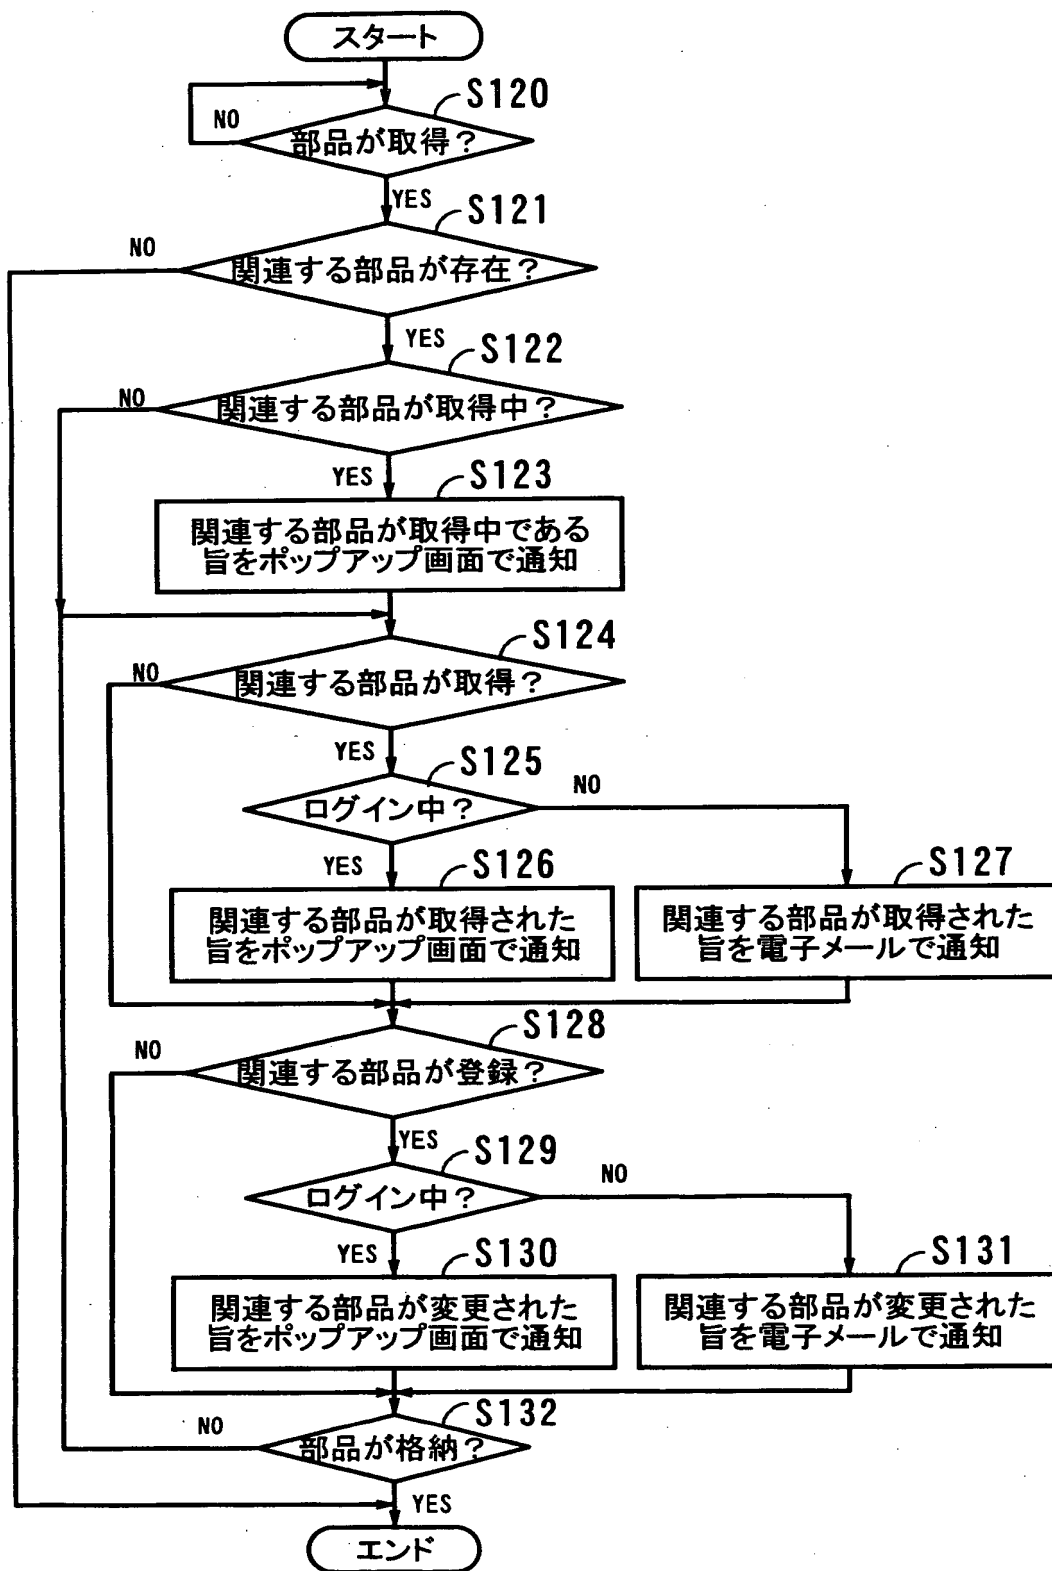 スタート
S120
NO
部品が取得？
YES
S121
NO
関連する部品が存在？
YES
S122
NO
関連する部品が取得中？
YES
S123
関連する部品が取得中である
旨をポップアップ画面で通知
S124
NO
関連する部品が取得？
YES
S125
NO
ログイン中？
YES
S126
S127
関連する部品が取得された
旨をポップアップ画面で通知
関連する部品が取得された
旨を電子メールで通知
S128
NO
関連する部品が登録？
YES
S129
NO
ログイン中？
YES
S130
S131
関連する部品が変更された
旨をポップアップ画面で通知
関連する部品が変更された
旨を電子メールで通知
S132
NO
部品が格納？
YES
エンド